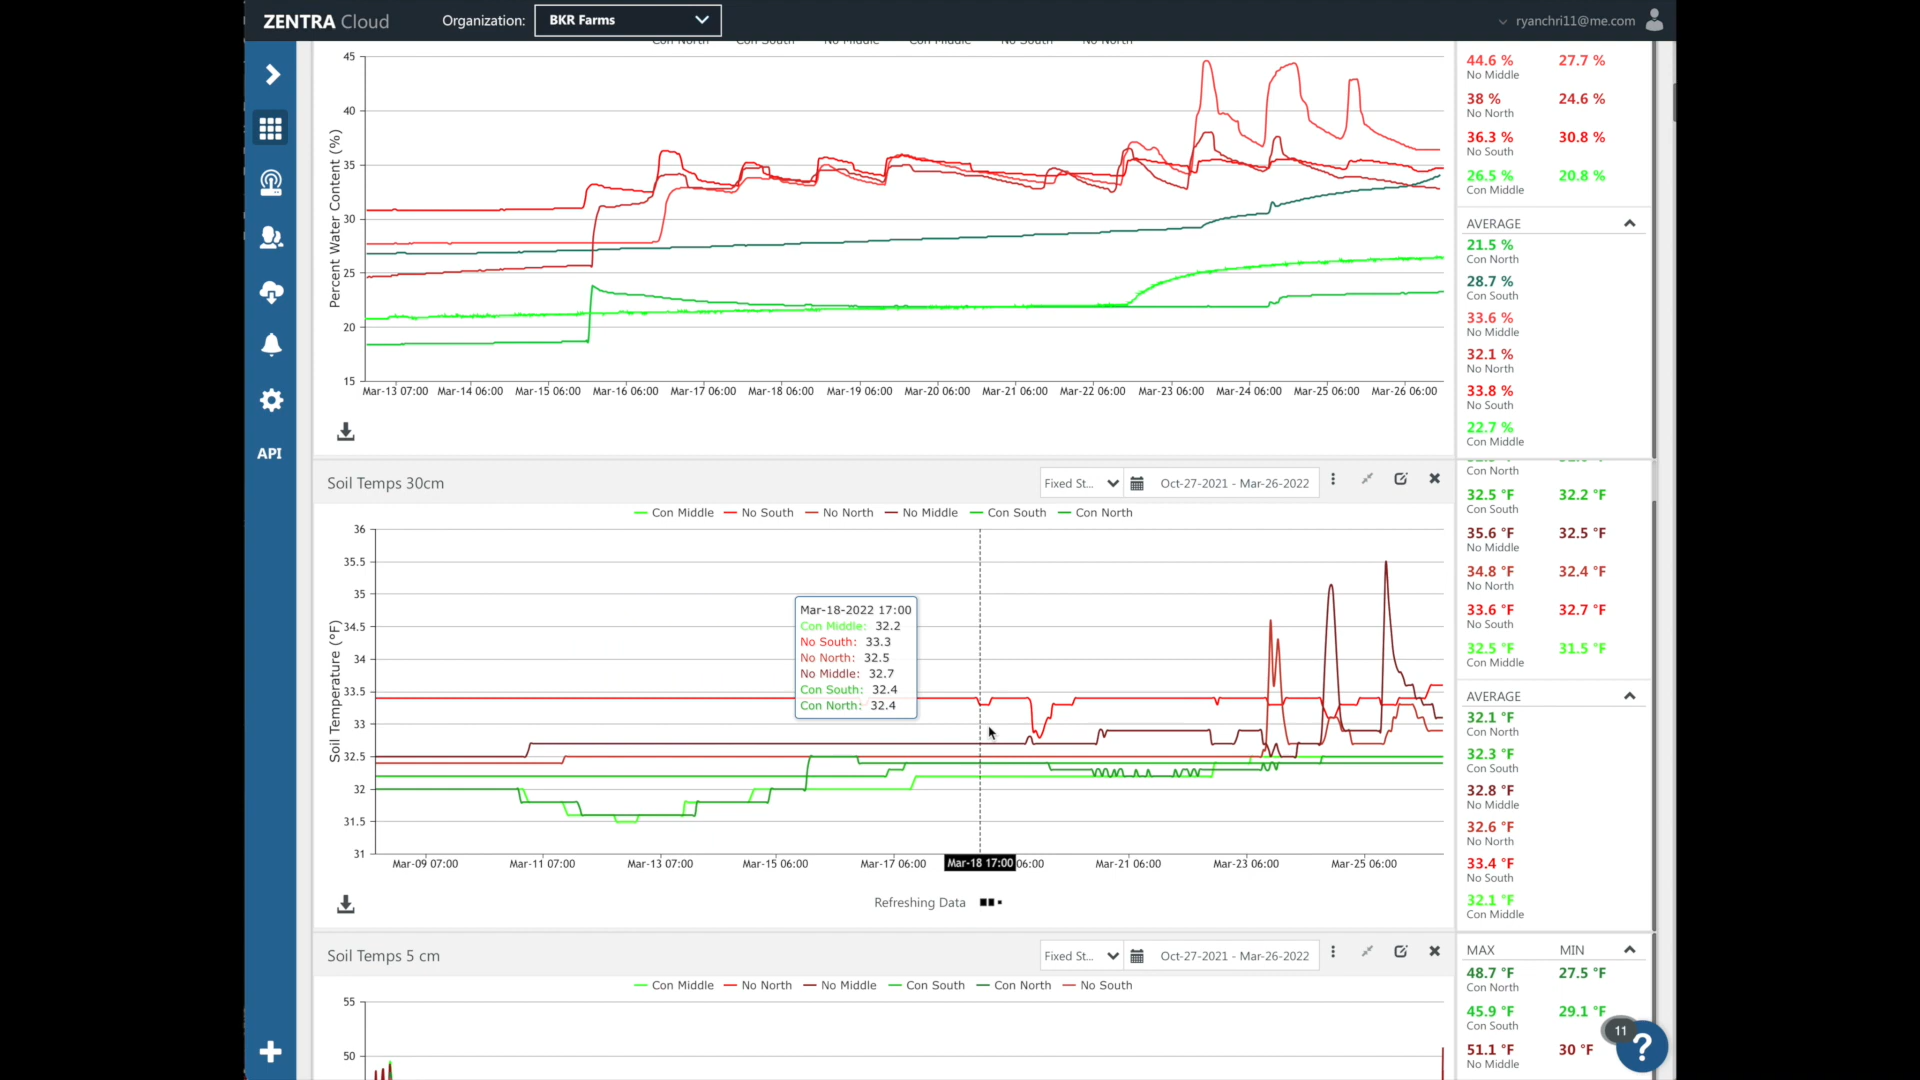 ZENTRA Cloud
Organization:
BKR Farms
ryanchri11@me.com
API
Con North Con South No Middle Con Middle No South No North
Percent Water Content (%)
45
40
35
30
25
20
15
Mar-13 07:00 Mar-14 06:00 Mar-15 06:00 Mar-16 06:00 Mar-17 06:00 Mar-18 06:00 Mar-19 06:00 Mar-20 06:00 Mar-21 06:00 Mar-22 06:00 Mar-23 06:00 Mar-24 06:00 Mar-25 06:00 Mar-26 06:00
44.6 % 27.7 %
No Middle
38 % 24.6 %
No North
36.3 % 30.8 %
No South
26.5 % 20.8 %
Con Middle
AVERAGE
21.5 %
Con North
28.7 %
Con South
33.6 %
No Middle
32.1 %
No North
33.8 %
No South
22.7 %
Con Middle
Soil Temps 30cm
Fixed St...
Oct-27-2021 - Mar-26-2022
Con Middle No South No North No Middle Con South Con North
Soil Temperature (°F)
36
35.5
35
34.5
34
33.5
33
32.5
32
31.5
31
Mar-18-2022 17:00
Con Middle: 32.2
No South: 33.3
No North: 32.5
No Middle: 32.7
Con South: 32.4
Con North: 32.4
Mar-09 07:00 Mar-11 07:00 Mar-13 07:00 Mar-15 06:00 Mar-17 06:00 Mar-18 17:00 06:00 Mar-21 06:00 Mar-23 06:00 Mar-25 06:00
Refreshing Data
Con North
32.5 °F 32.2 °F
Con South
35.6 °F 32.5 °F
No Middle
34.8 °F 32.4 °F
No North
33.6 °F 32.7 °F
No South
32.5 °F 31.5 °F
Con Middle
AVERAGE
32.1 °F
Con North
32.3 °F
Con South
32.8 °F
No Middle
32.6 °F
No North
33.4 °F
No South
32.1 °F
Con Middle
Soil Temps 5 cm
Fixed St...
Oct-27-2021 - Mar-26-2022
Con Middle No North No Middle Con South Con North No South
55
50
MAX MIN
48.7 °F 27.5 °F
Con North
45.9 °F 29.1 °F
Con South
51.1 °F 30 °F
No Middle
11
?